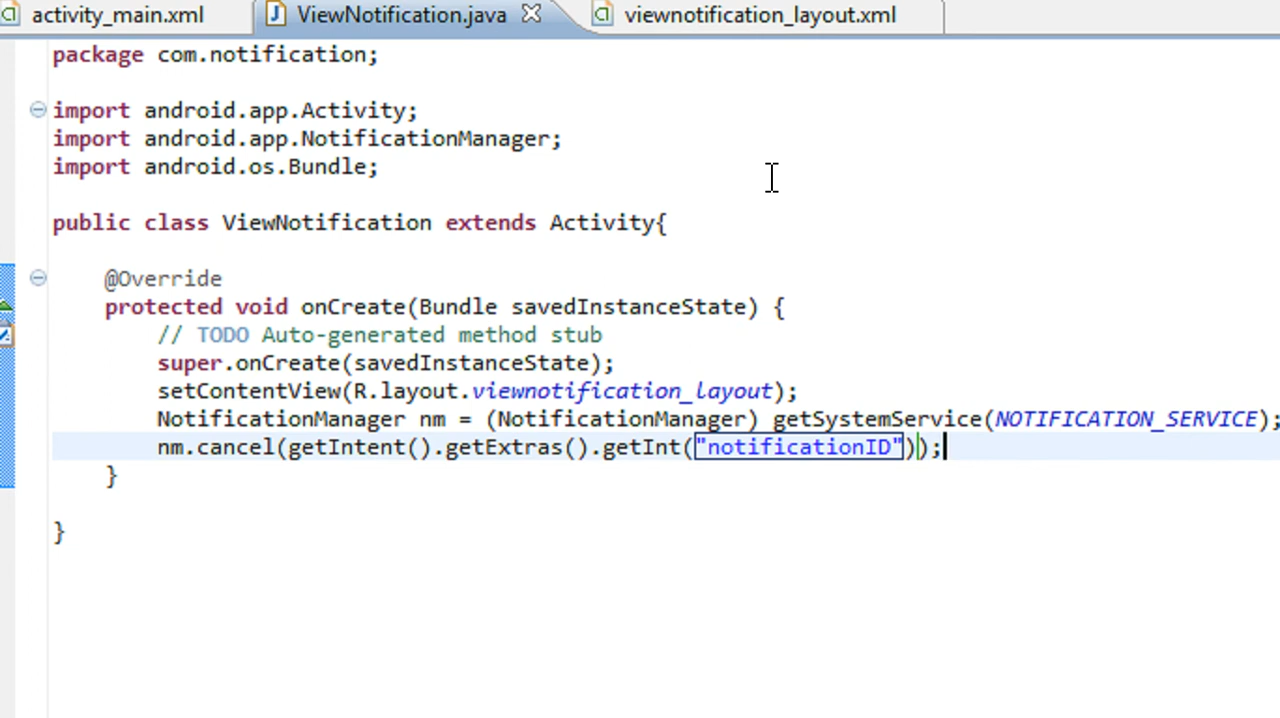 activity_main.xml ViewNotification.java viewnotification_layout.xml
package com.notification;
import android.app.Activity;
import android.app.NotificationManager;
import android.os.Bundle;
public class ViewNotification extends Activity{
@Override
protected void onCreate(Bundle savedInstanceState) {
// TODO Auto-generated method stub
super.onCreate(savedInstanceState);
setContentView(R.layout.viewnotification_layout);
NotificationManager nm = (NotificationManager) getSystemService(NOTIFICATION_SERVICE);
nm.cancel(getIntent().getExtras().getInt("notificationID"));
}
}